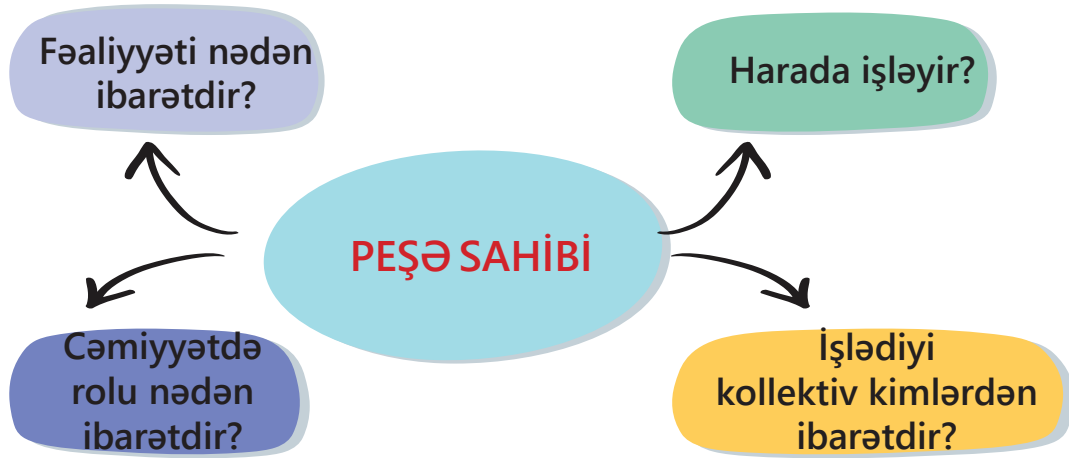 Fəaliyyəti nədən
ibarətdir?
Harada işləyir?
PEŞƏ SAHİBİ
Cəmiyyətdə
rolu nədən
ibarətdir?
İşlədiyi
kollektiv kimlərdən
ibarətdir?